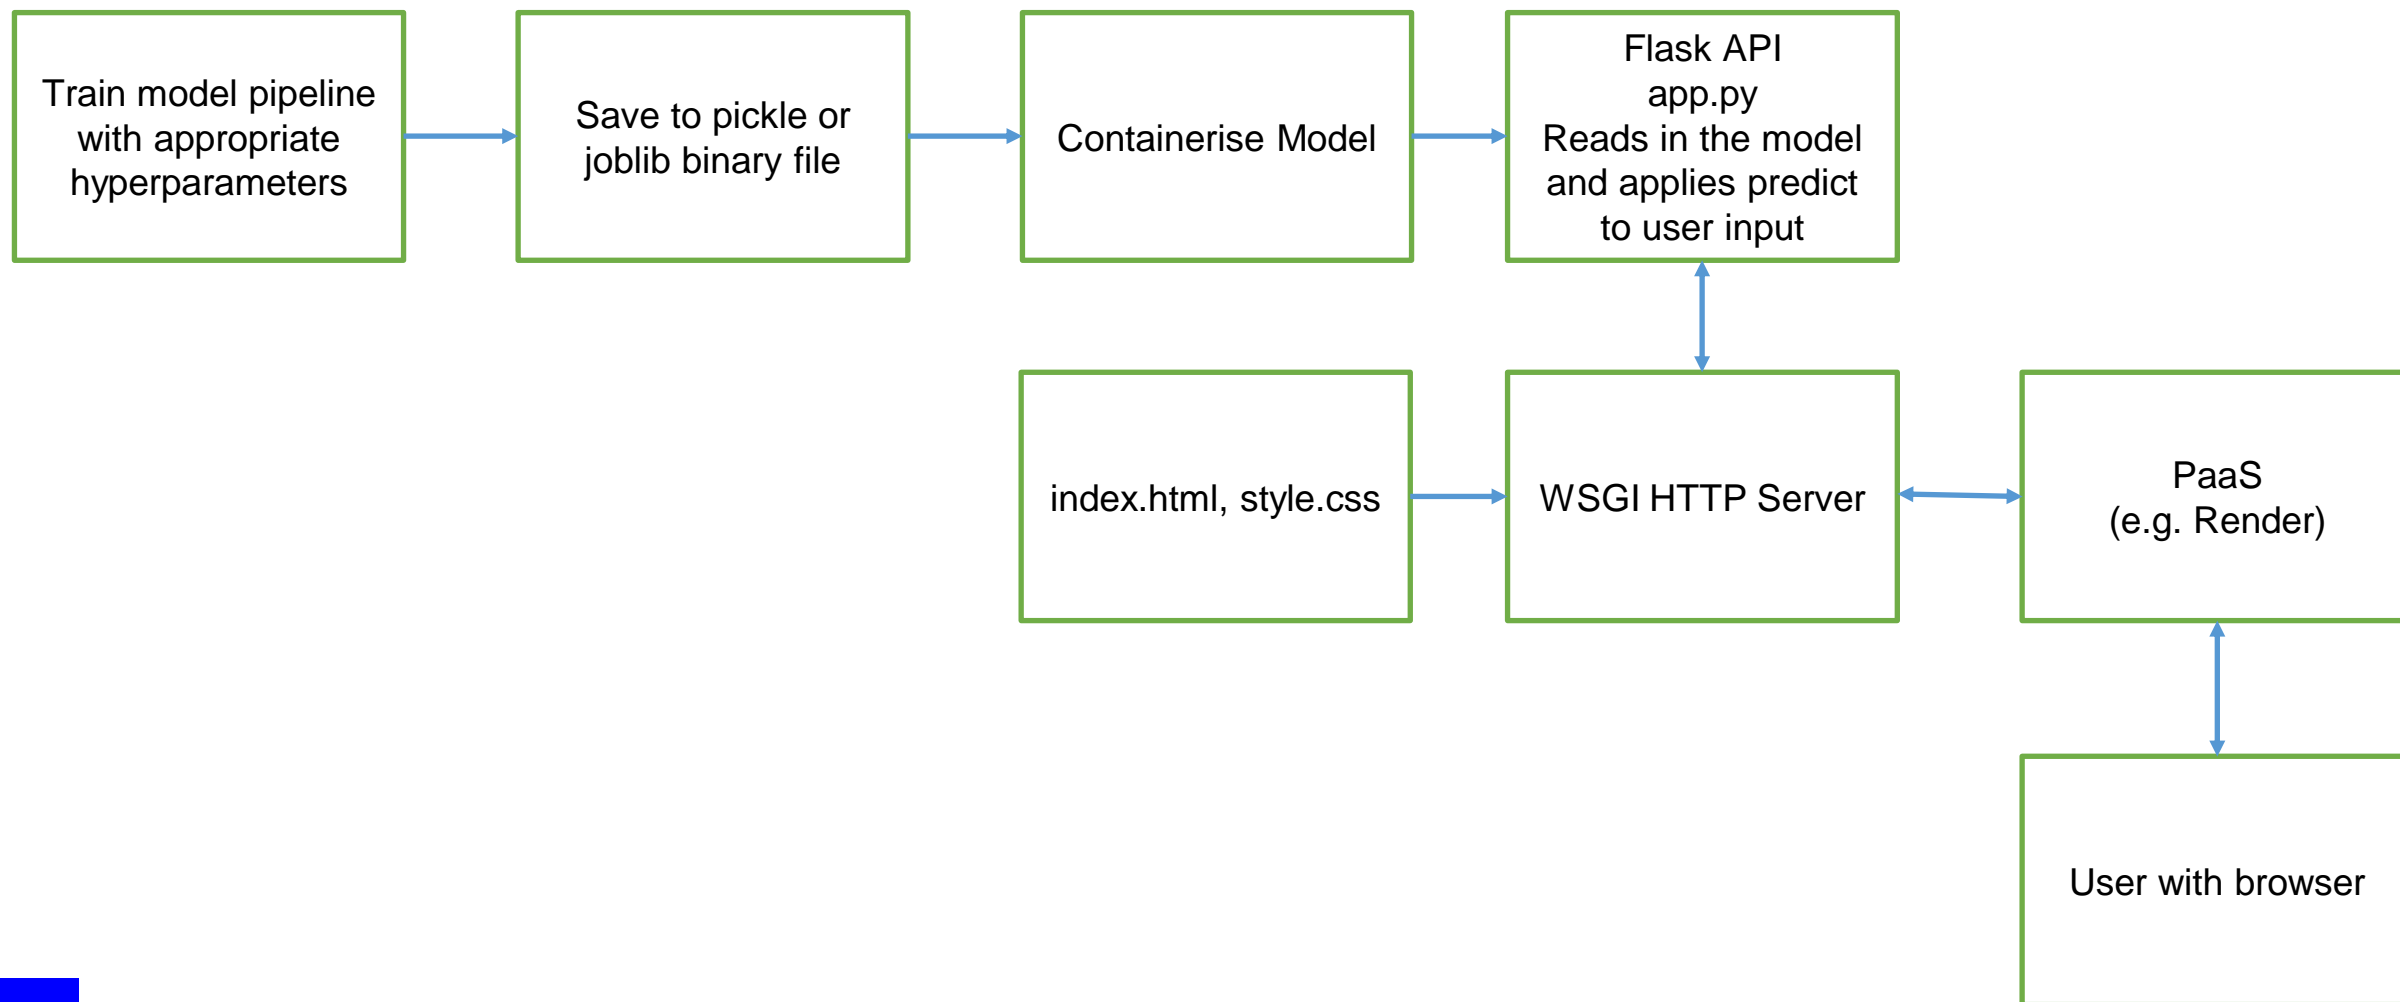 Train model pipeline
with appropriate
hyperparameters
Save to pickle or
joblib binary file
Containerise Model
Flask API
app.py
Reads in the model
and applies predict
to user input
index.html, style.css
WSGI HTTP Server
PaaS
(e.g. Render)
User with browser